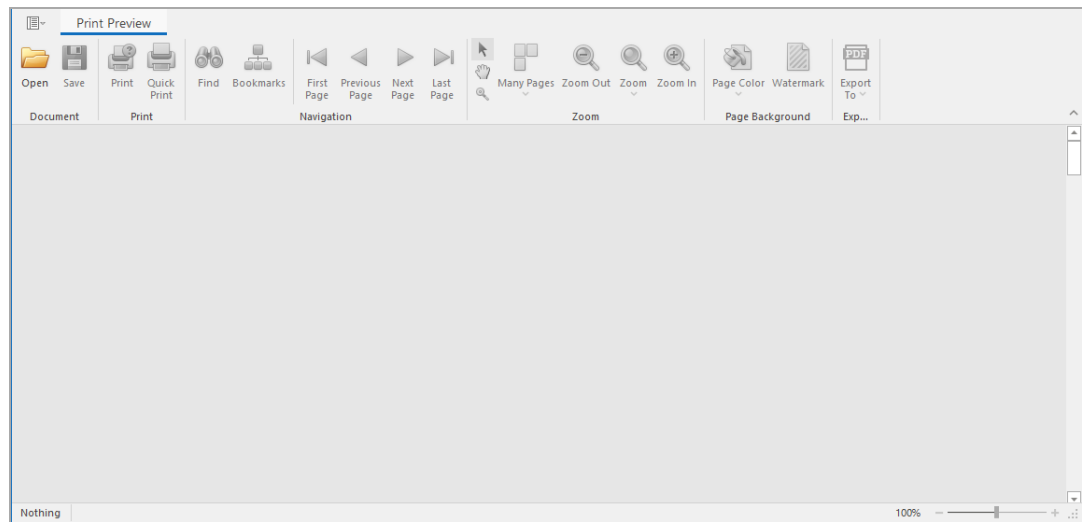 Print Preview
Open Save Print Quick Print Find Bookmarks First Page Previous Page Next Page Last Page Many Pages Zoom Out Zoom Zoom In Page Color Watermark PDF Export To
Document Print Navigation Zoom Page Background Exp...
Nothing 100%